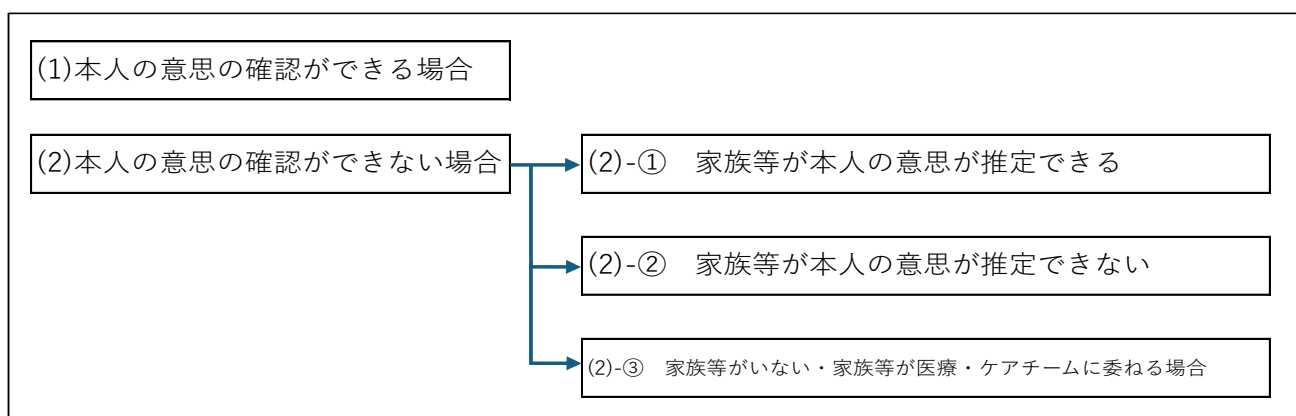 (1)本人の意思の確認ができる場合
(2)本人の意思の確認ができない場合
(2)-①　家族等が本人の意思が推定できる
(2)-②　家族等が本人の意思が推定できない
(2)-③　家族等がいない・家族等が医療・ケアチームに委ねる場合